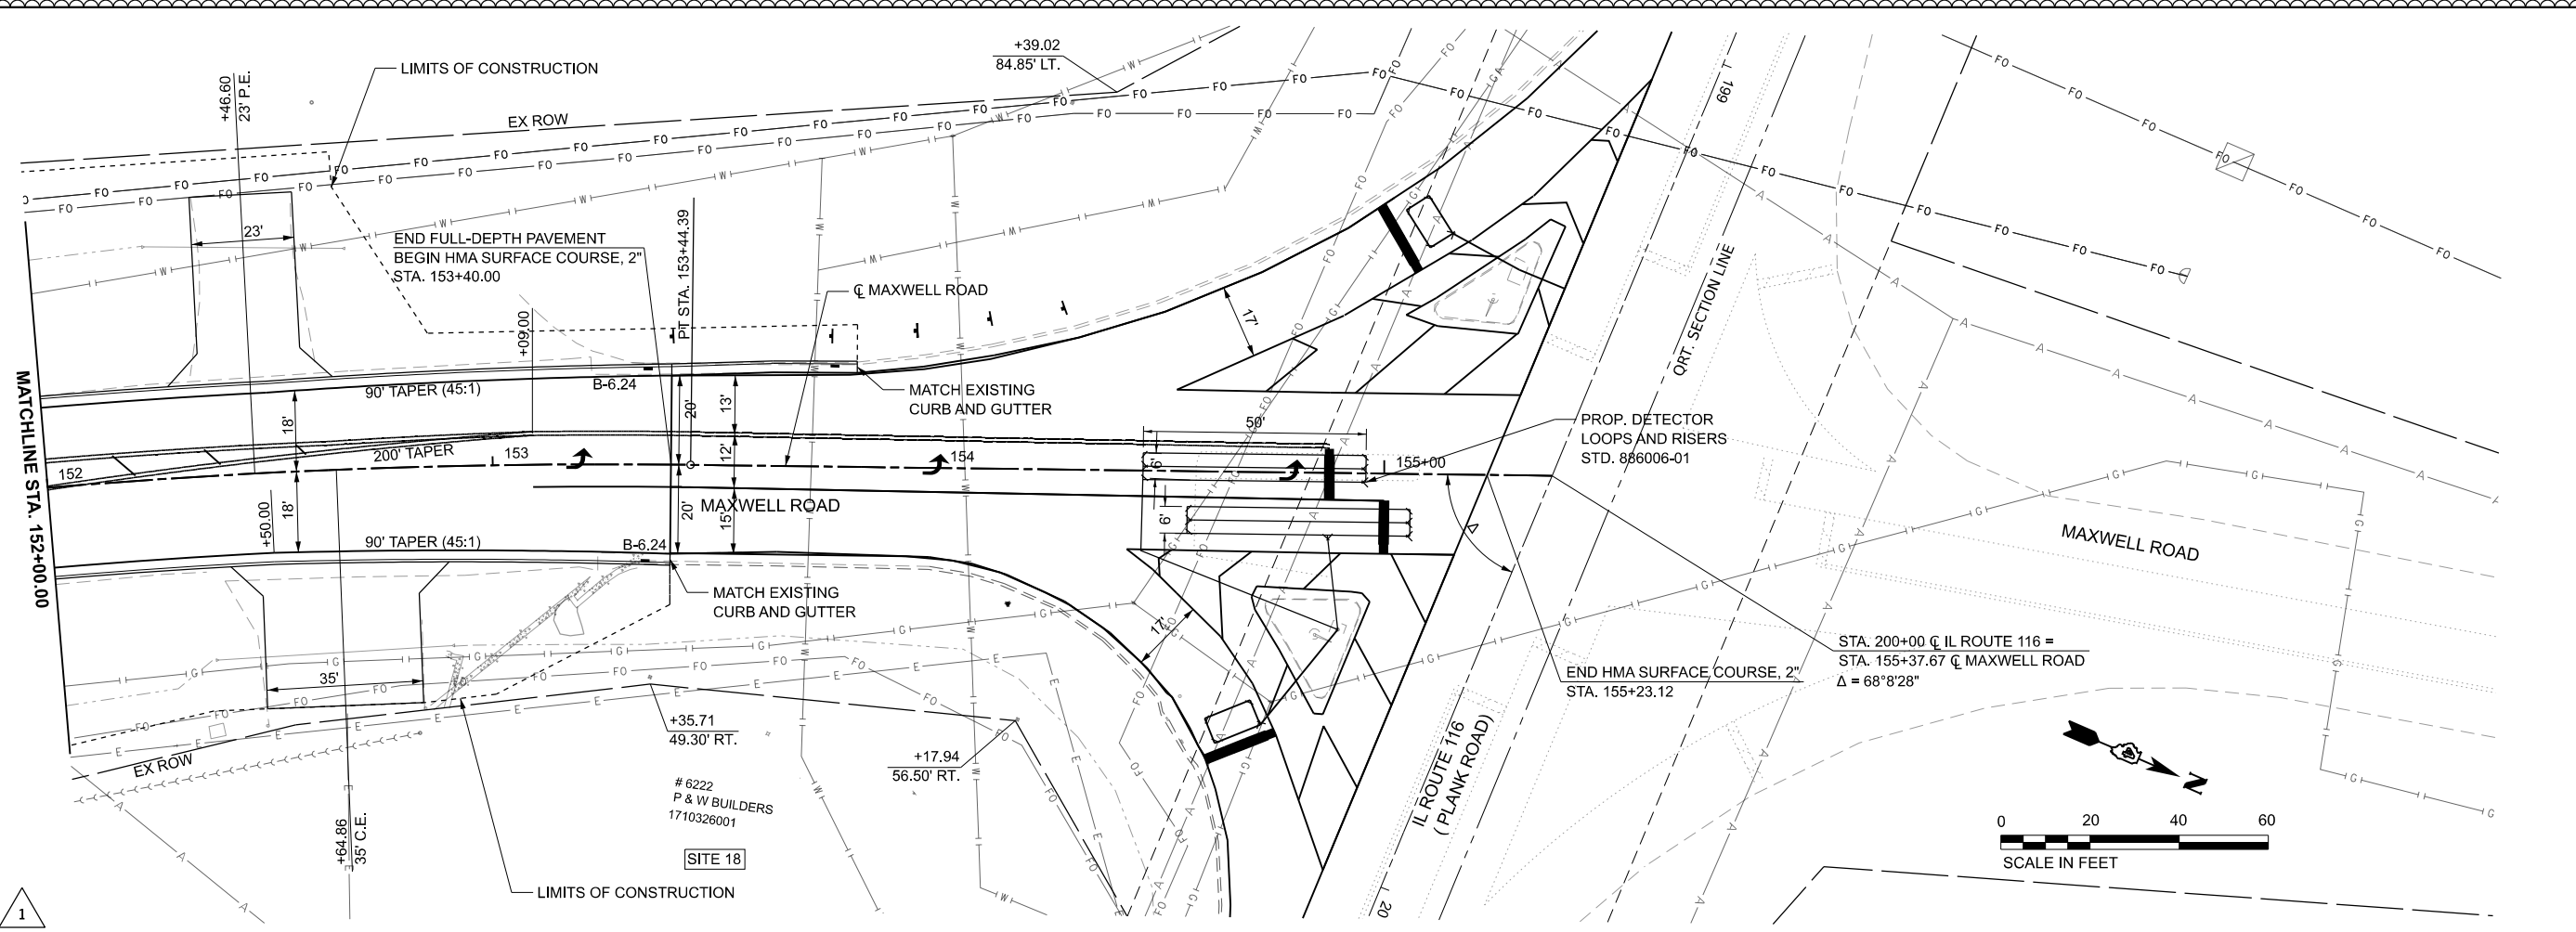 +39.02
84.85' LT.
LIMITS OF CONSTRUCTION
+46.60
23' P.E.
EX ROW
199
23'
END FULL-DEPTH PAVEMENT
BEGIN HMA SURFACE COURSE, 2"
STA. 153+40.00
PT STA. 153+44.39
℄ MAXWELL ROAD
+09.00
17'
QRT. SECTION LINE
MATCHLINE STA. 152+00.00
90' TAPER (45:1)
B-6.24
MATCH EXISTING
CURB AND GUTTER
20'
13'
18'
50'
PROP. DETECTOR
LOOPS AND RISERS
STD. 886006-01
152
200' TAPER
153
12'
154
6'
155+00
MAXWELL ROAD
+50.00
18'
20'
15'
6'
Δ
MAXWELL ROAD
90' TAPER (45:1)
B-6.24
MATCH EXISTING
CURB AND GUTTER
17'
STA. 200+00 ℄ IL ROUTE 116 =
STA. 155+37.67 ℄ MAXWELL ROAD
Δ = 68°8'28"
END HMA SURFACE COURSE, 2"
STA. 155+23.12
35'
+35.71
49.30' RT.
+17.94
56.50' RT.
EX ROW
IL ROUTE 116
( PLANK ROAD)
N
# 6222
P & W BUILDERS
1710326001
SITE 18
+64.86
35' C.E.
0 20 40 60
SCALE IN FEET
LIMITS OF CONSTRUCTION
20
1